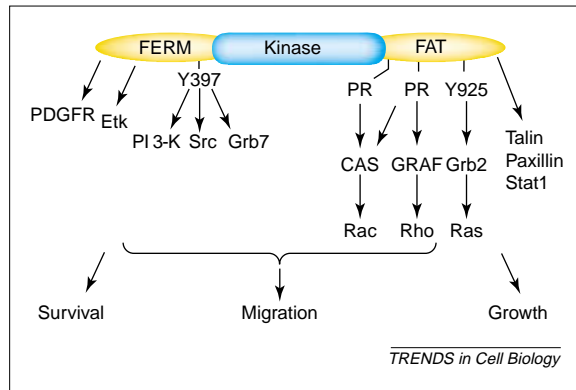 FERM Kinase FAT
Y397 PR PR Y925
PDGFR Etk
PI 3-K Src Grb7
CAS GRAF Grb2
Talin
Paxillin
Stat1
Rac Rho Ras
Survival Migration Growth
TRENDS in Cell Biology